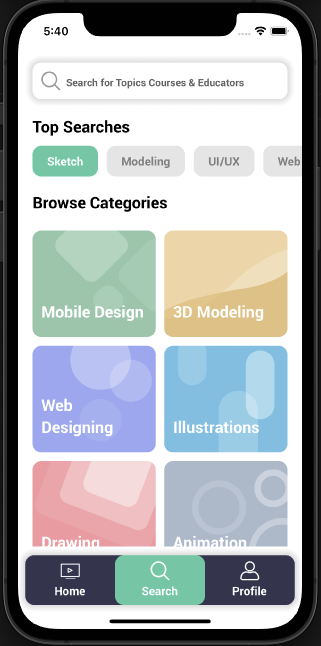 5:40
Search for Topics Courses & Educators
Top Searches
Sketch Modeling UI/UX Web
Browse Categories
Mobile Design 3D Modeling
Web
Designing Illustrations
Drawing Animation
Home Search Profile